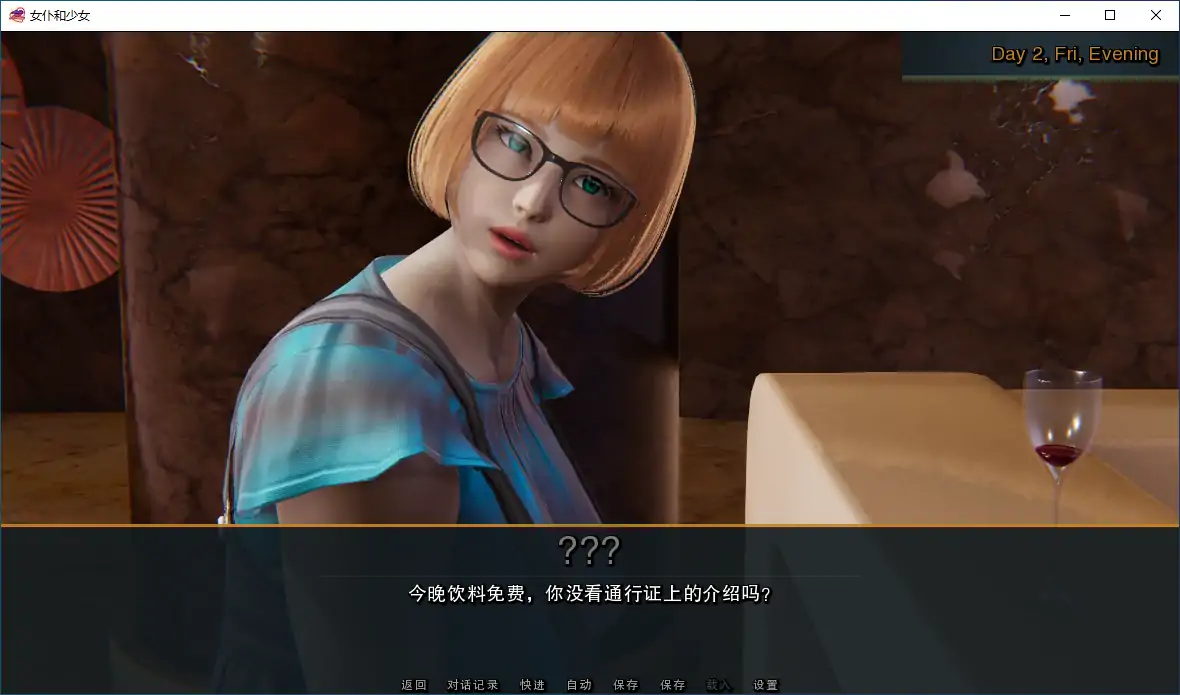 女仆和少女
Day 2, Fri, Evening
???
今晚饮料免费，你没看通行证上的介绍吗?
返回 对话记录 快进 自动 保存 保存 载入 设置